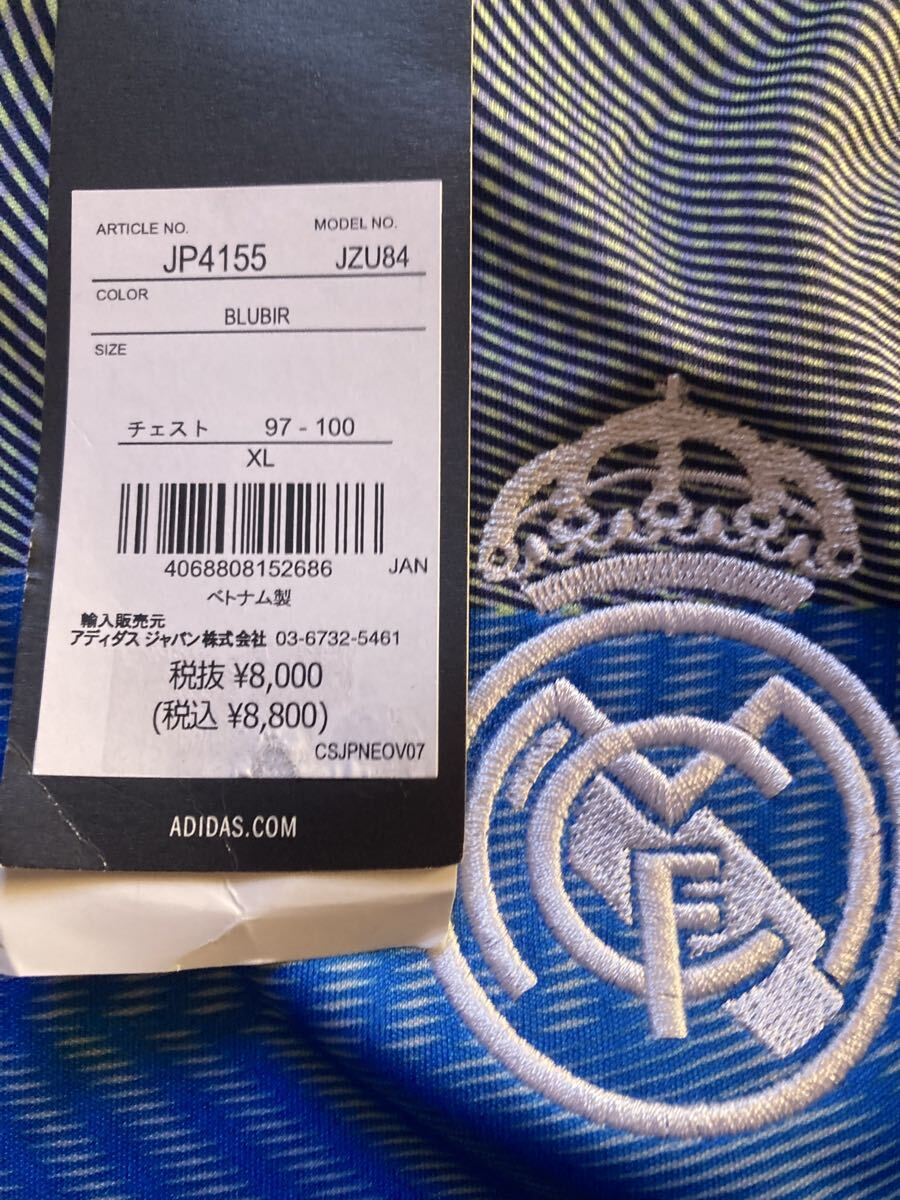 ARTICLE NO. MODEL NO.
JP4155 JZU84
COLOR
BLUBIR
SIZE
チェスト 97 - 100
XL
4068808152686 JAN
ベトナム製
輸入販売元
アディダス ジャパン株式会社 03-6732-5461
税抜 ¥8,000
(税込 ¥8,800)
CSJPNEOV07
ADIDAS.COM